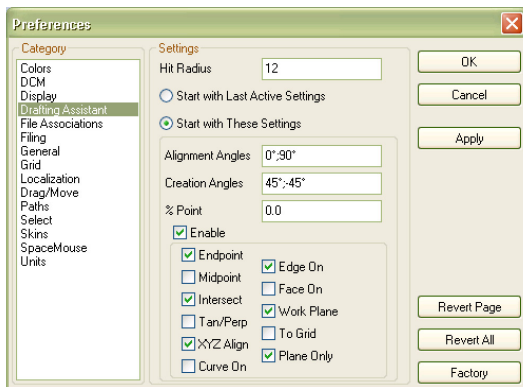 Preferences
Category
Colors
DCM
Display
Drafting Assistant
File Associations
Filing
General
Grid
Localization
Drag/Move
Paths
Select
Skins
SpaceMouse
Units
Settings
Hit Radius 12
Start with Last Active Settings
Start with These Settings
Alignment Angles 0°;90°
Creation Angles 45°;-45°
% Point 0.0
Enable
Endpoint
Midpoint
Intersect
Tan/Perp
XYZ Align
Curve On
Edge On
Face On
Work Plane
To Grid
Plane Only
OK
Cancel
Apply
Revert Page
Revert All
Factory